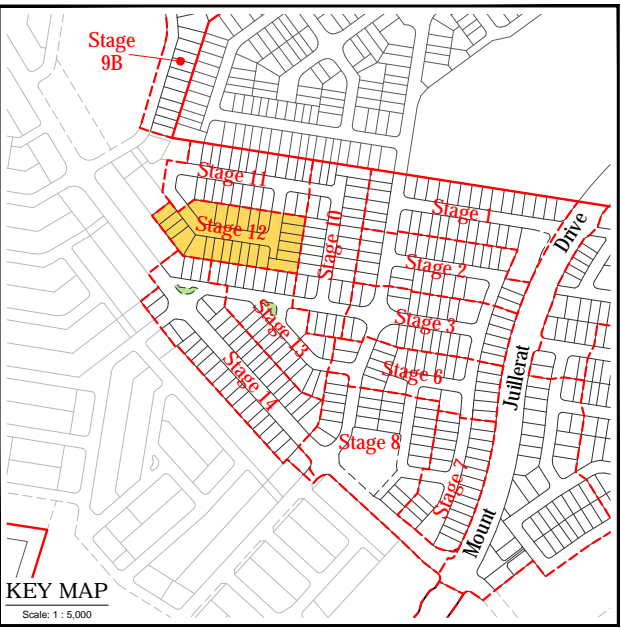 Stage
9B
Stage 11
Stage 12
Stage 10
Stage 1
Stage 2
Stage 3
Stage 13
Stage 6
Stage 14
Stage 8
Stage 7
Mount Juillerat Drive
KEY MAP
Scale: 1 : 5,000